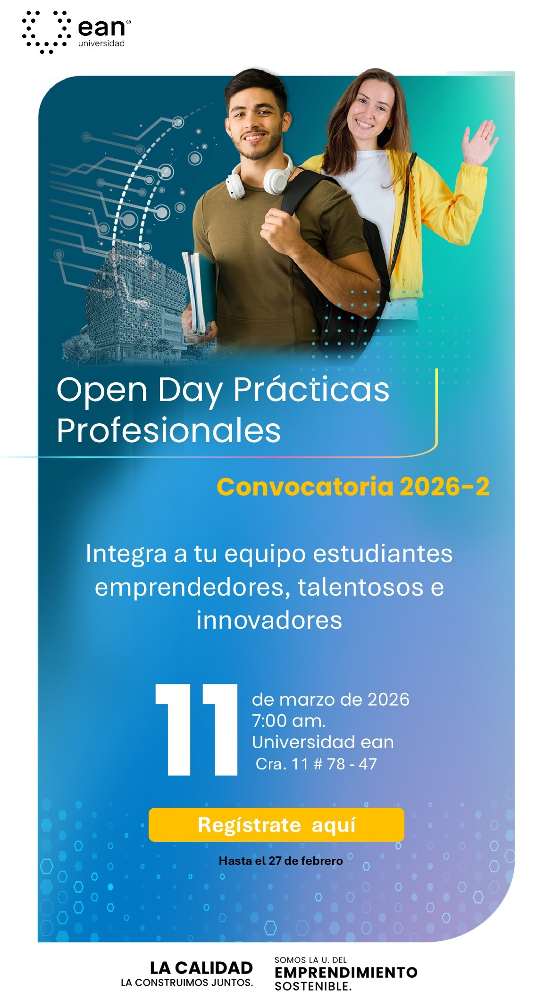 ean®
universidad
Open Day Prácticas
Profesionales
Convocatoria 2026-2
Integra a tu equipo estudiantes
emprendedores, talentosos e
innovadores
11
de marzo de 2026
7:00 am.
Universidad ean
Cra. 11 # 78 - 47
Regístrate aquí
Hasta el 27 de febrero
LA CALIDAD
LA CONSTRUIMOS JUNTOS.
SOMOS LA U. DEL
EMPRENDIMIENTO
SOSTENIBLE.